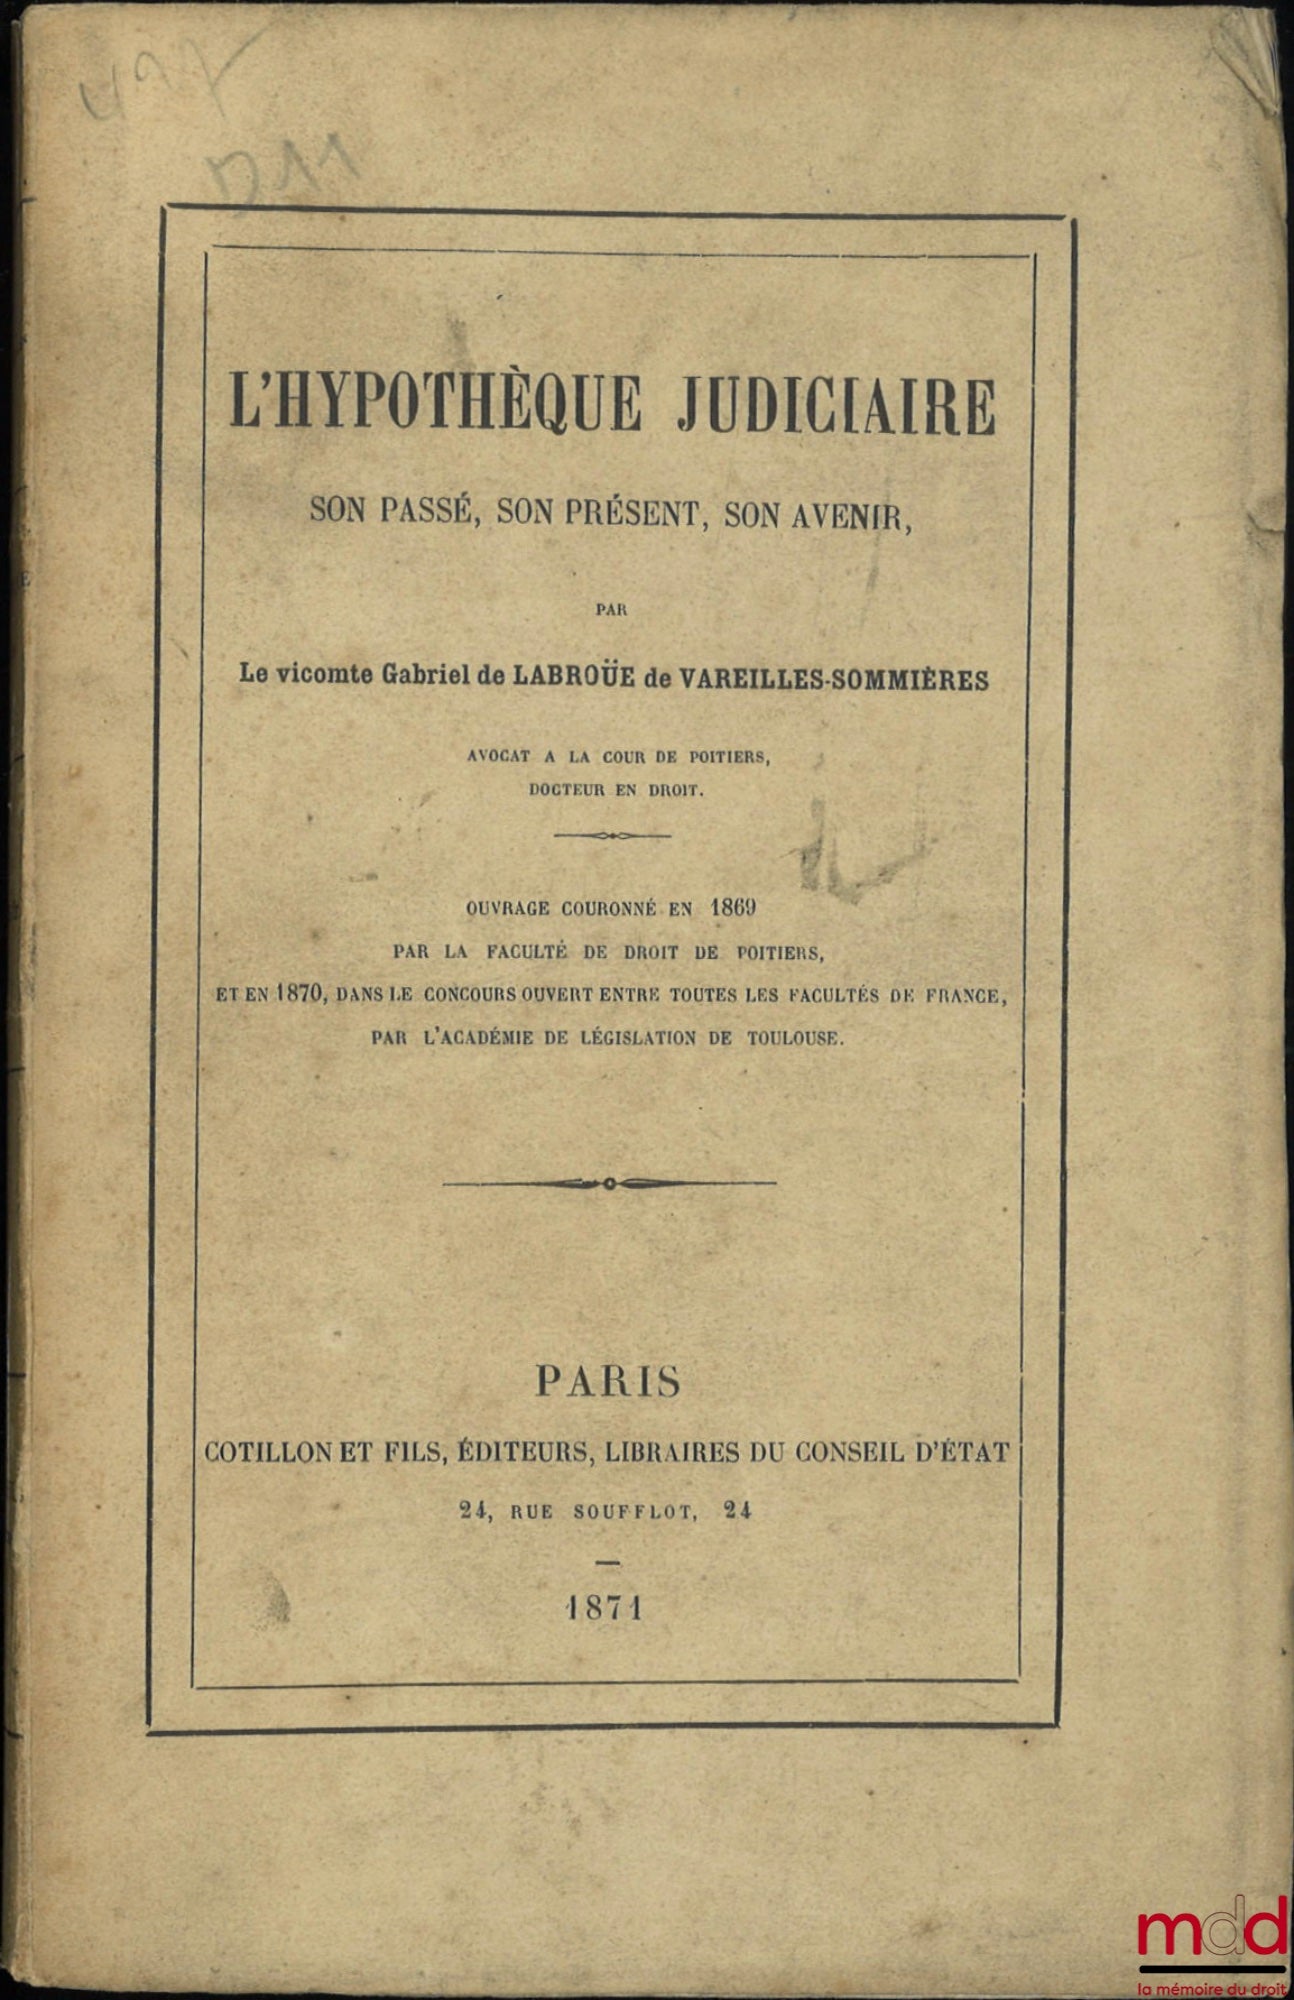 L'HYPOTHÈQUE JUDICIAIRE
SON PASSÉ, SON PRÉSENT, SON AVENIR,
PAR
Le vicomte Gabriel de LABROÜE de VAREILLES-SOMMIÈRES
AVOCAT A LA COUR DE POITIERS,
DOCTEUR EN DROIT.
OUVRAGE COURONNÉ EN 1869
PAR LA FACULTÉ DE DROIT DE POITIERS,
ET EN 1870, DANS LE CONCOURS OUVERT ENTRE TOUTES LES FACULTÉS DE FRANCE,
PAR L'ACADÉMIE DE LÉGISLATION DE TOULOUSE.
PARIS
COTILLON ET FILS, ÉDITEURS, LIBRAIRES DU CONSEIL D'ÉTAT
24, RUE SOUFFLOT, 24
1871
mdd
la mémoire du droit